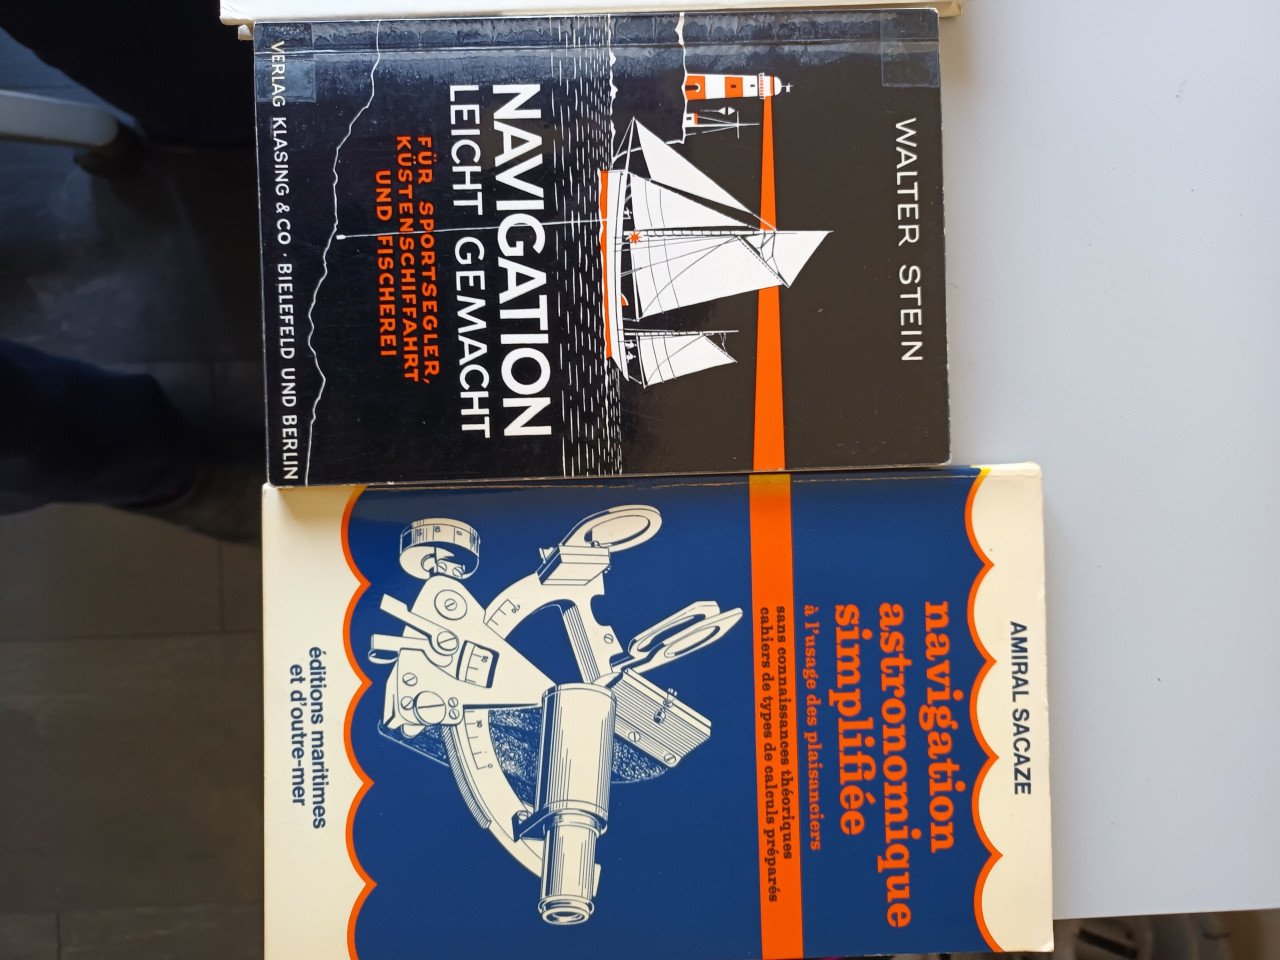 WALTER STEIN
NAVIGATION
LEICHT GEMACHT
FÜR SPORTSEGLER,
KÜSTENSCHIFFAHRT
UND FISCHEREI
VERLAG KLASING & CO · BIELEFELD UND BERLIN
AMIRAL SACAZE
navigation
astronomique
simplifiée
à l'usage des plaisanciers
sans connaissances théoriques
cahiers de types de calculs préparés
éditions maritimes
et d'outre-mer